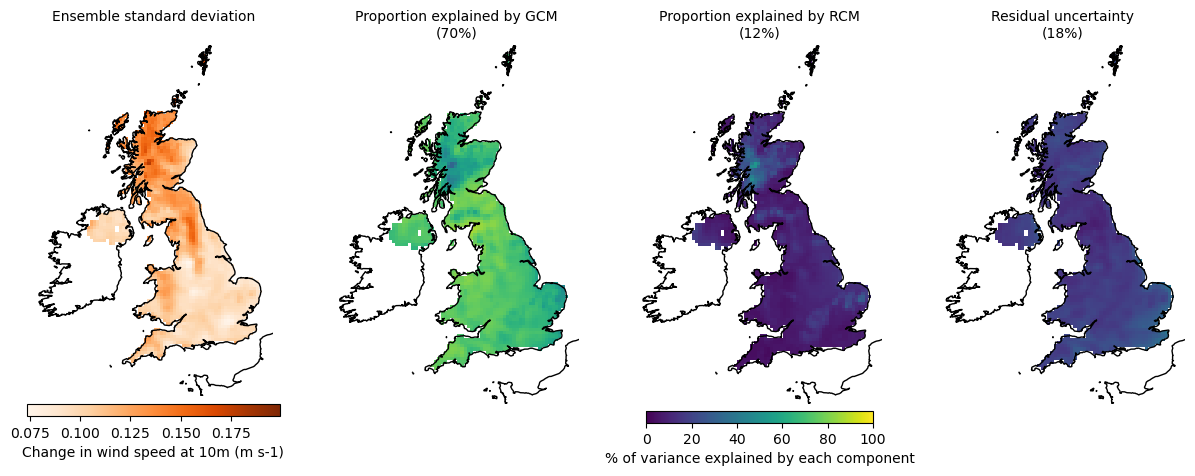 Ensemble standard deviation
Proportion explained by GCM
(70%)
Proportion explained by RCM
(12%)
Residual uncertainty
(18%)
0.075 0.100 0.125 0.150 0.175
Change in wind speed at 10m (m s-1)
0 20 40 60 80 100
% of variance explained by each component